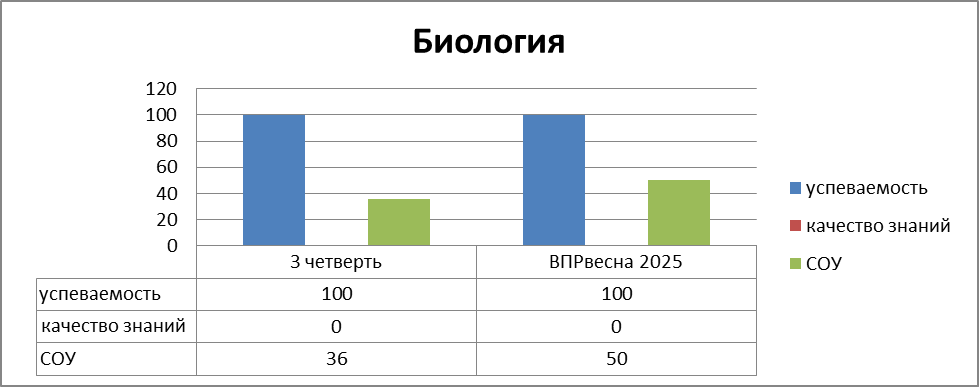 Биология
120
100
80
60
40
20
0
успеваемость
качество знаний
СОУ
3 четверть ВПРвесна 2025
успеваемость 100 100
качество знаний 0 0
СОУ 36 50